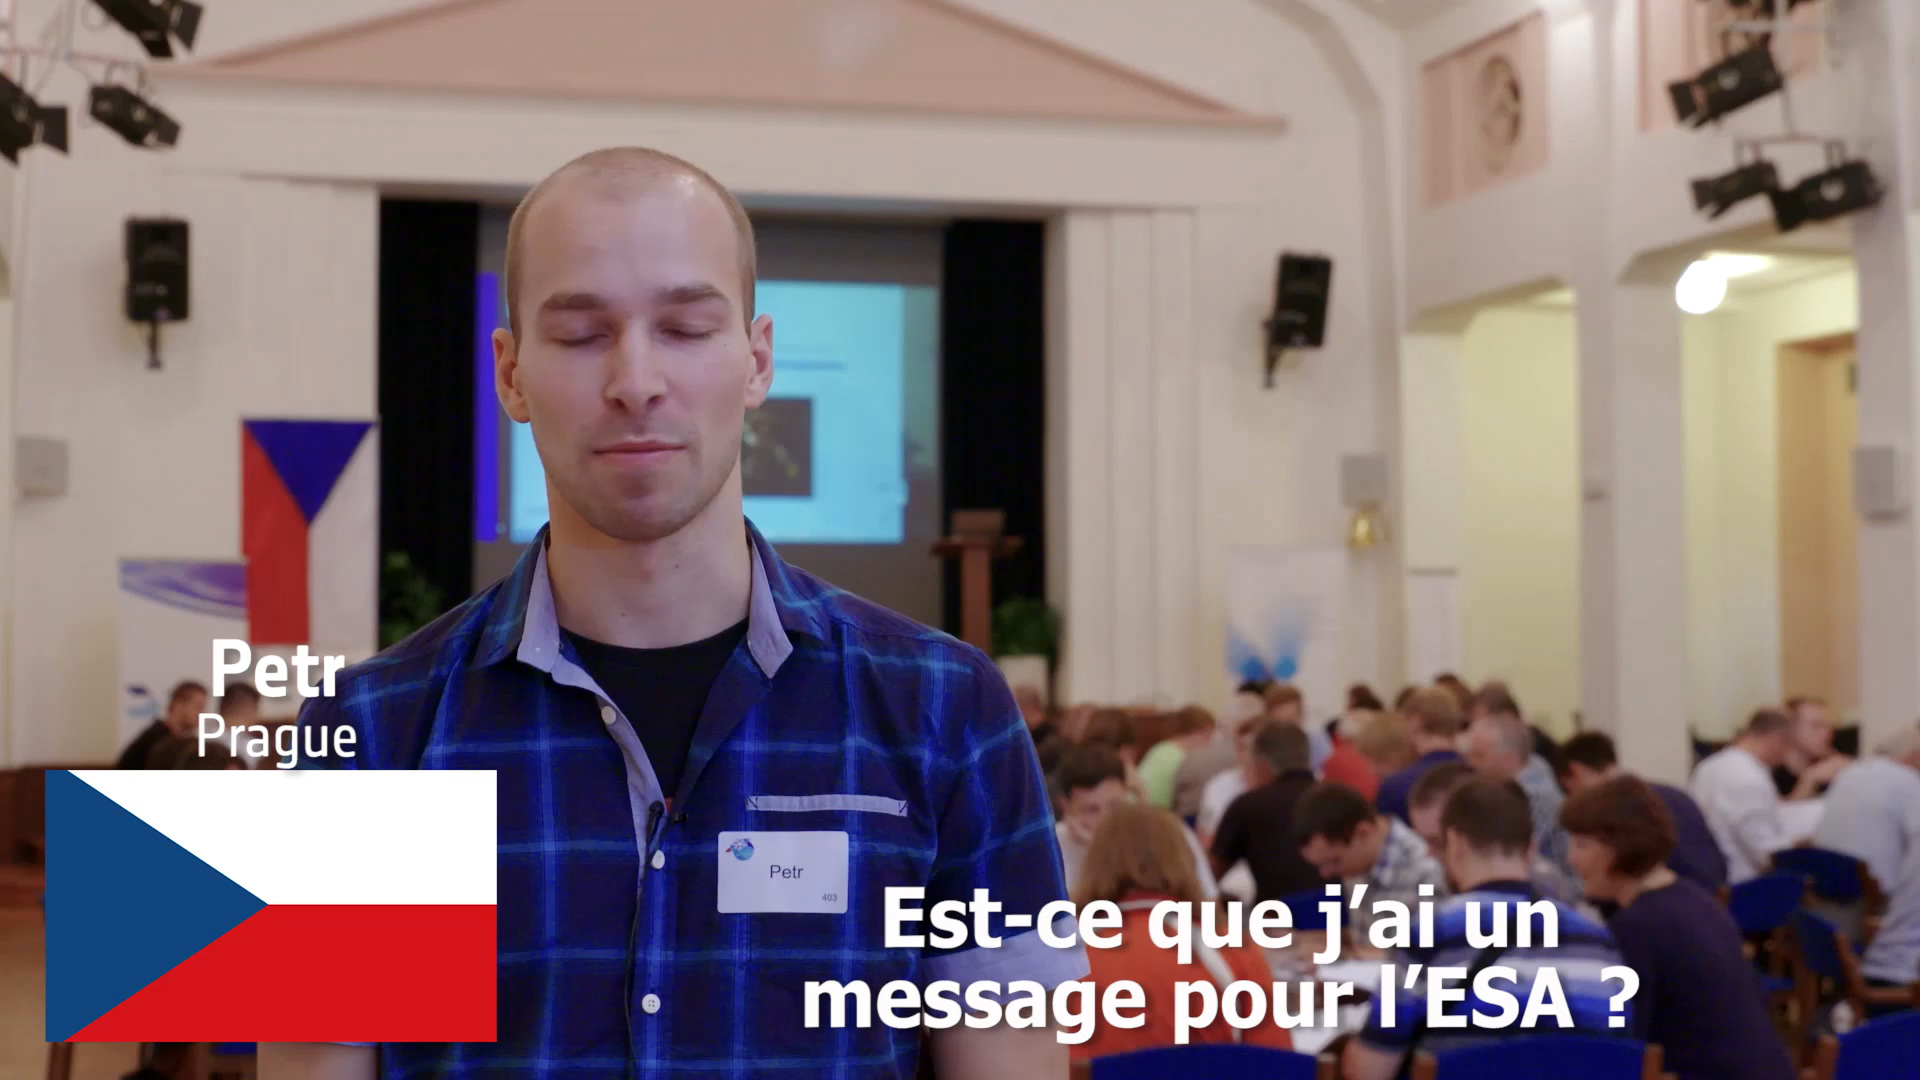 Petr
Prague
Petr
403
Est-ce que j’ai un
message pour l’ESA ?